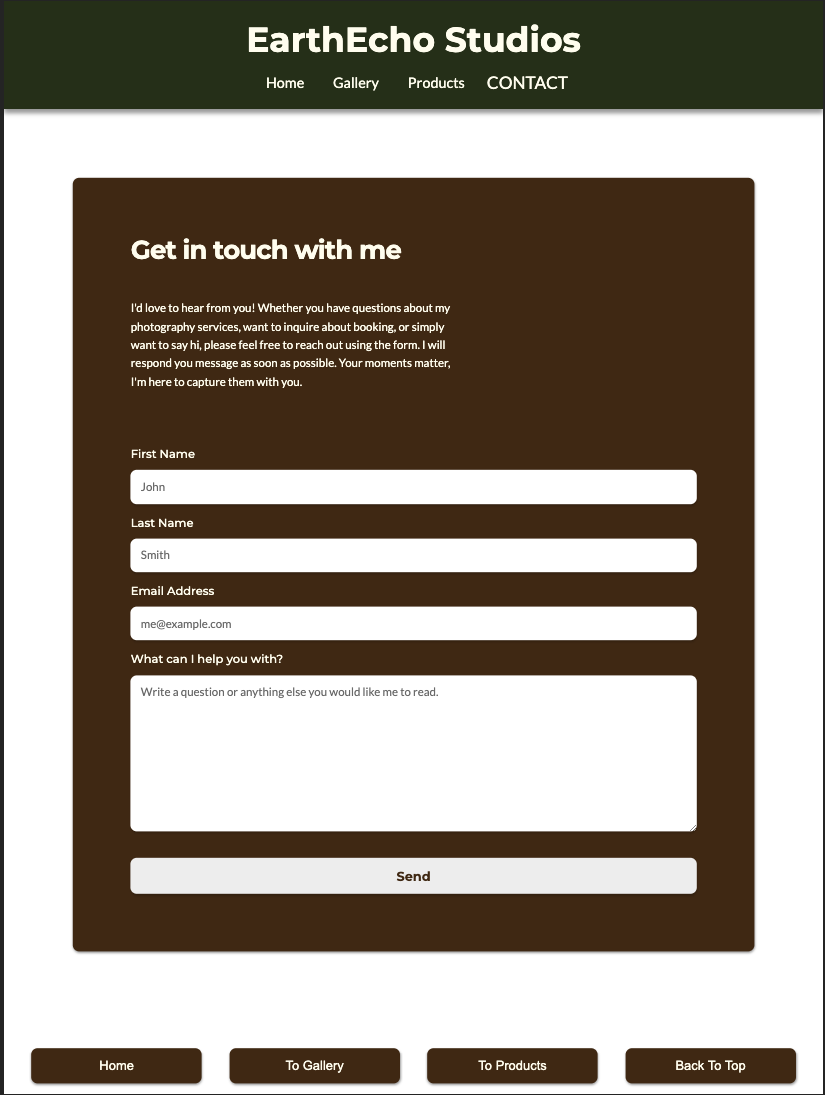 EarthEcho Studios
Home Gallery Products CONTACT
Get in touch with me
I'd love to hear from you! Whether you have questions about my
photography services, want to inquire about booking, or simply
want to say hi, please feel free to reach out using the form. I will
respond you message as soon as possible. Your moments matter,
I'm here to capture them with you.
First Name
John
Last Name
Smith
Email Address
me@example.com
What can I help you with?
Write a question or anything else you would like me to read.
Send
Home To Gallery To Products Back To Top